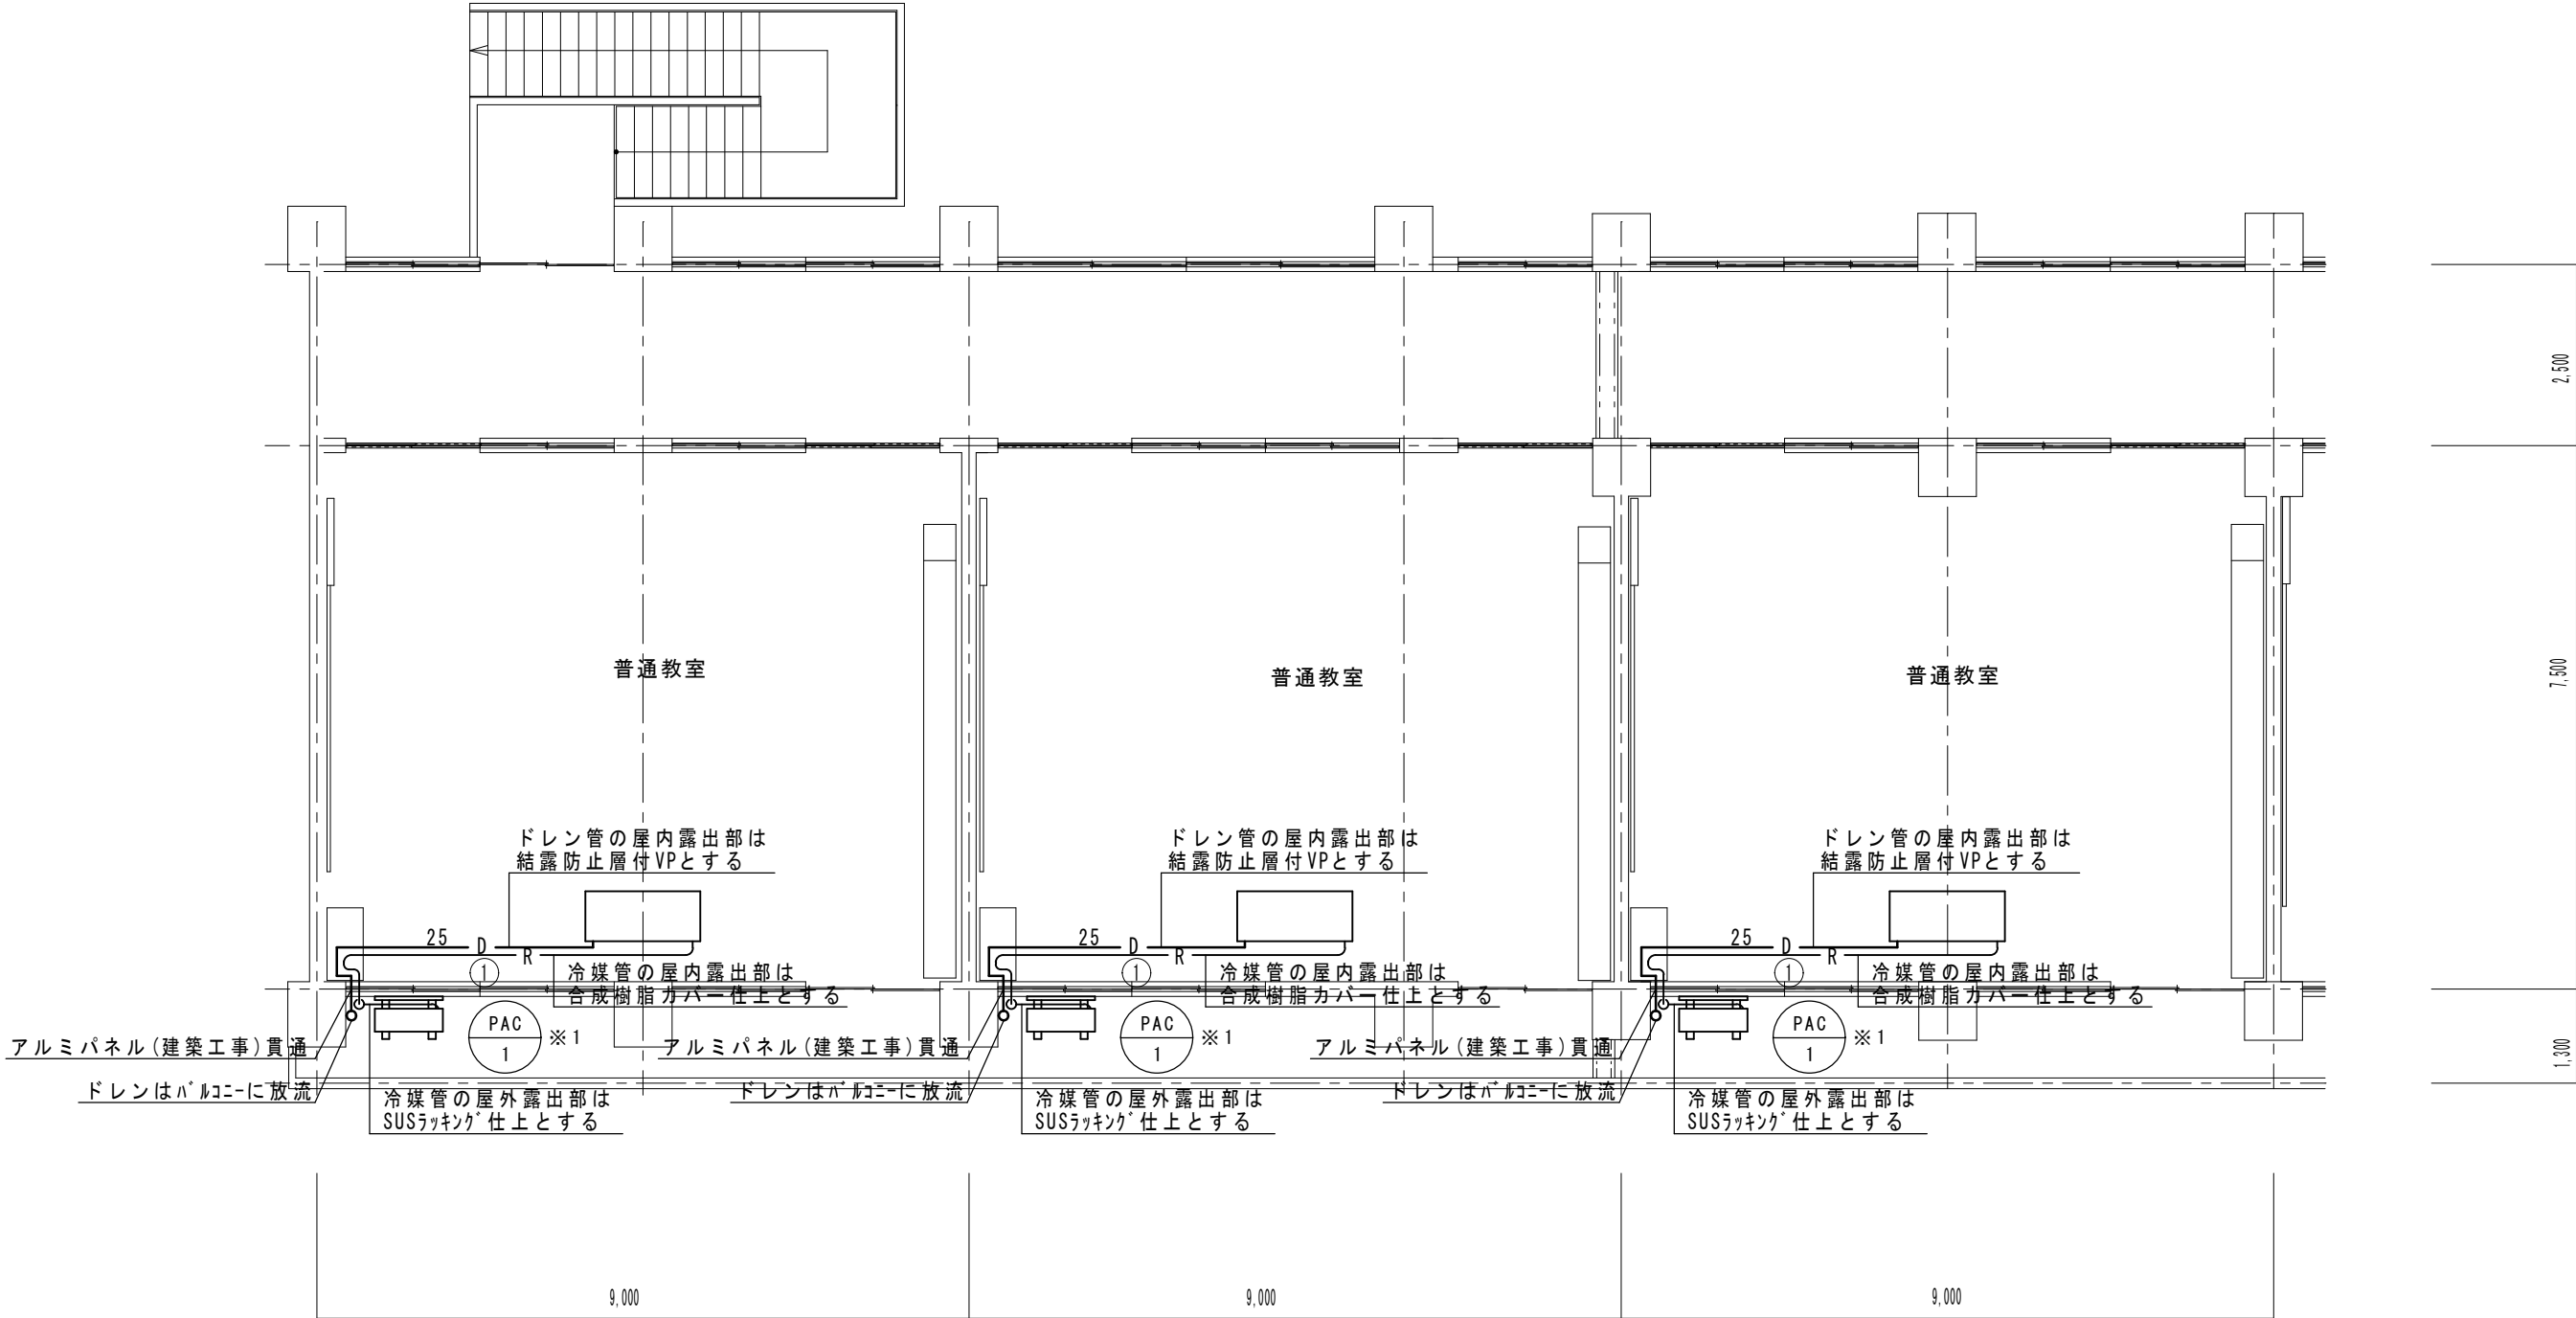 2,500
普通教室
普通教室
普通教室
7,500
ドレン管の屋内露出部は
結露防止層付VPとする
ドレン管の屋内露出部は
結露防止層付VPとする
ドレン管の屋内露出部は
結露防止層付VPとする
25
D
R
1
冷媒管の屋内露出部は
合成樹脂カバー仕上とする
25
D
R
1
冷媒管の屋内露出部は
合成樹脂カバー仕上とする
25
D
R
1
冷媒管の屋内露出部は
合成樹脂カバー仕上とする
PAC
1
※1
PAC
1
※1
PAC
1
※1
アルミパネル(建築工事)貫通
アルミパネル(建築工事)貫通
アルミパネル(建築工事)貫通
1,300
ドレンはバルコニーに放流
ドレンはバルコニーに放流
ドレンはバルコニーに放流
冷媒管の屋外露出部は
SUSラッキング仕上とする
冷媒管の屋外露出部は
SUSラッキング仕上とする
冷媒管の屋外露出部は
SUSラッキング仕上とする
9,000
9,000
9,000